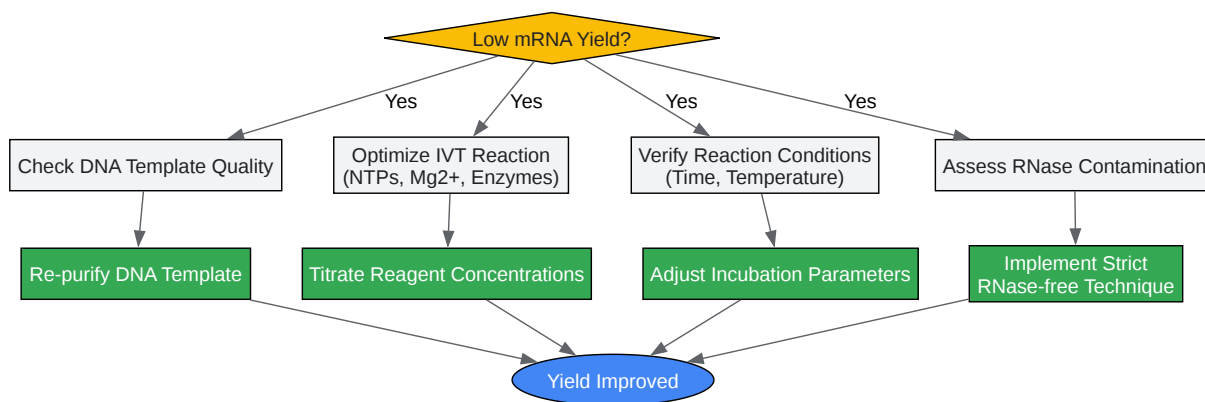 Low mRNA Yield?
Yes
Yes
Yes
Yes
Check DNA Template Quality
Optimize IVT Reaction
(NTPs, Mg2+, Enzymes)
Verify Reaction Conditions
(Time, Temperature)
Assess RNase Contamination
Re-purify DNA Template
Titrate Reagent Concentrations
Adjust Incubation Parameters
Implement Strict
RNase-free Technique
Yield Improved